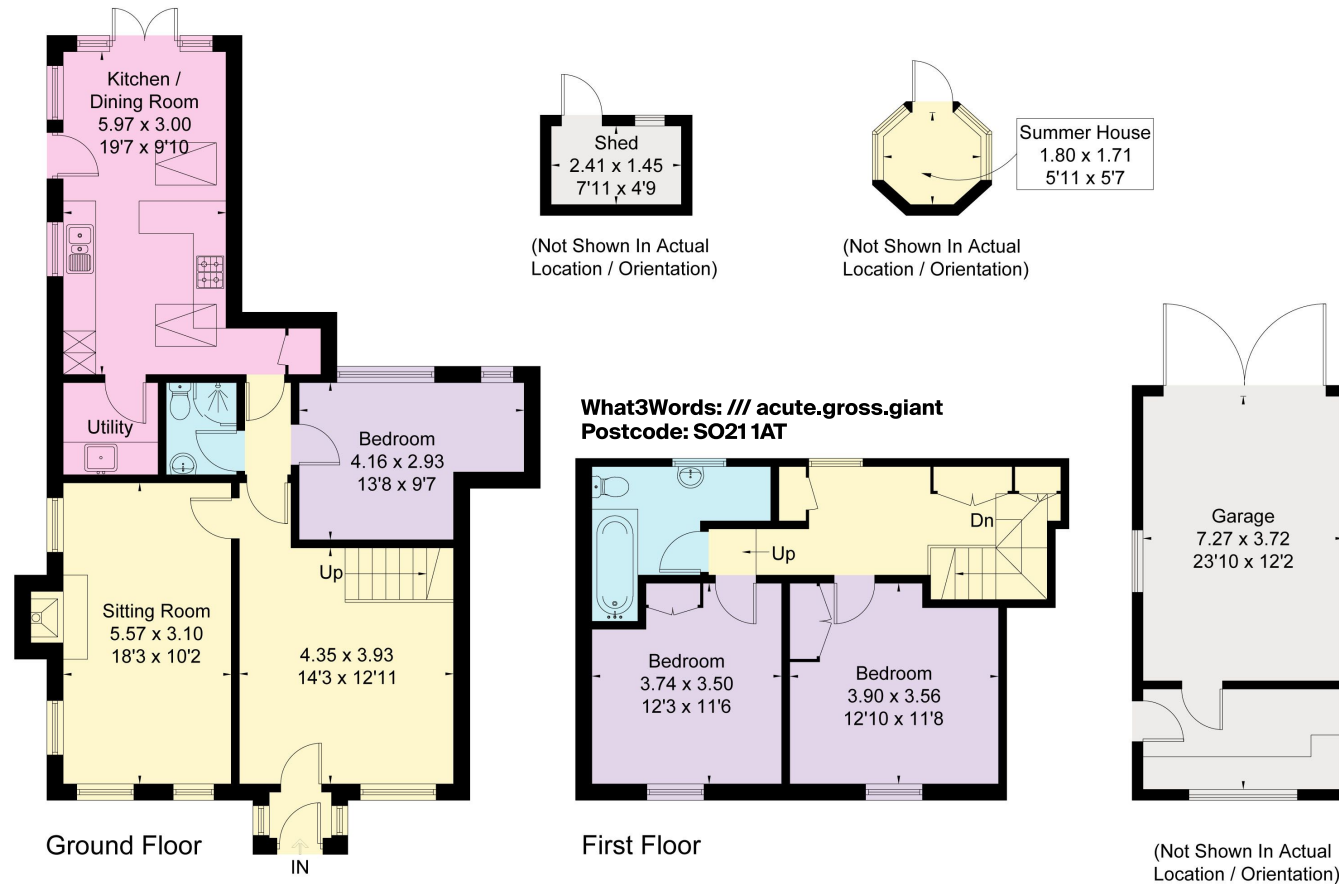 Kitchen /
Dining Room
5.97 x 3.00
19'7 x 9'10
Utility
Bedroom
4.16 x 2.93
13'8 x 9'7
Up
Sitting Room
5.57 x 3.10
18'3 x 10'2
4.35 x 3.93
14'3 x 12'11
IN
Ground Floor
Shed
2.41 x 1.45
7'11 x 4'9
(Not Shown In Actual
Location / Orientation)
Summer House
1.80 x 1.71
5'11 x 5'7
(Not Shown In Actual
Location / Orientation)
What3Words: /// acute.gross.giant
Postcode: SO21 1AT
Dn
Up
Bedroom
3.74 x 3.50
12'3 x 11'6
Bedroom
3.90 x 3.56
12'10 x 11'8
First Floor
Garage
7.27 x 3.72
23'10 x 12'2
(Not Shown In Actual
Location / Orientation)